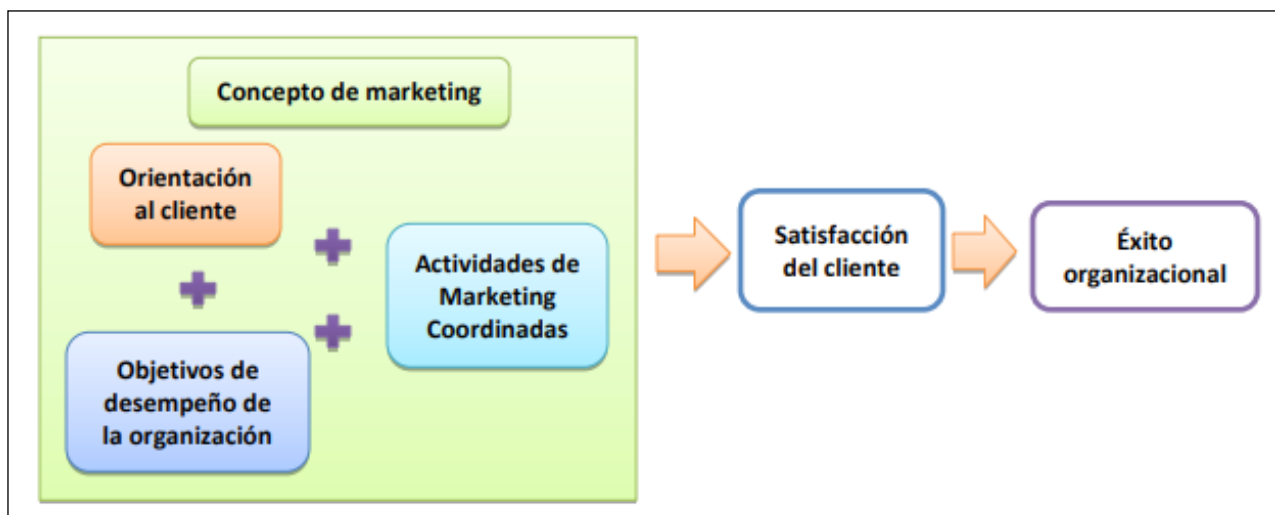 Concepto de marketing
Orientación
al cliente
Objetivos de
desempeño de
la organización
Actividades de
Marketing
Coordinadas
Satisfacción
del cliente
Éxito
organizacional